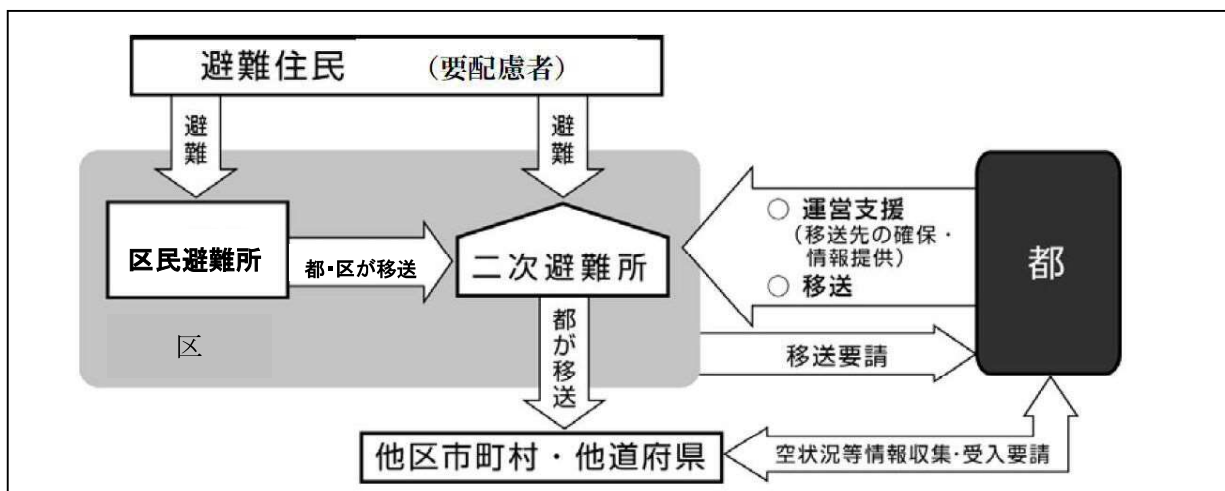 避難住民 （要配慮者）
避難
避難
区民避難所
都・区が移送
二次避難所
○ 運営支援
（移送先の確保・
情報提供）
○ 移送
都
区
都が移送
移送要請
他区市町村・他道府県
空状況等情報収集・受入要請